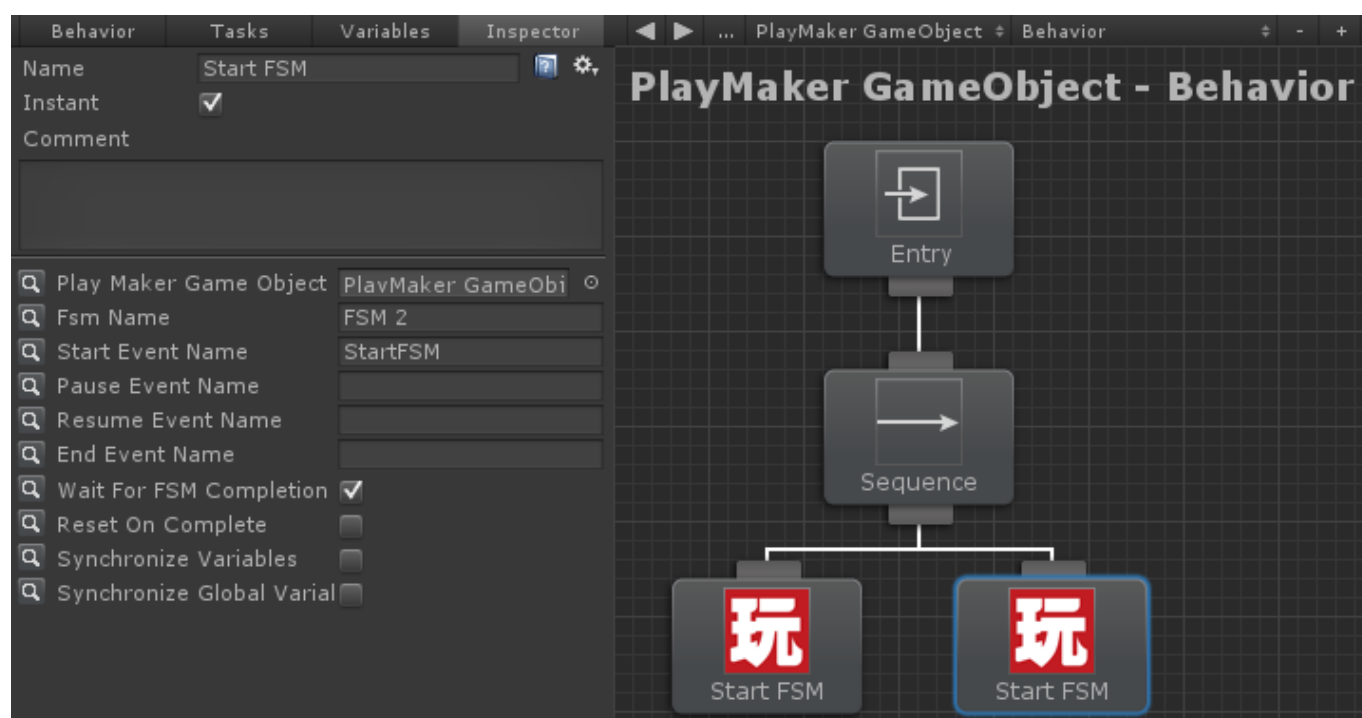 Behavior Tasks Variables Inspector
Name Start FSM
Instant
Comment
Play Maker Game Object PlayMaker GameObj
Fsm Name FSM 2
Start Event Name StartFSM
Pause Event Name
Resume Event Name
End Event Name
Wait For FSM Completion
Reset On Complete
Synchronize Variables
Synchronize Global Varial
... PlayMaker GameObject Behavior - +
PlayMaker GameObject - Behavior
Entry
Sequence
玩 玩
Start FSM Start FSM